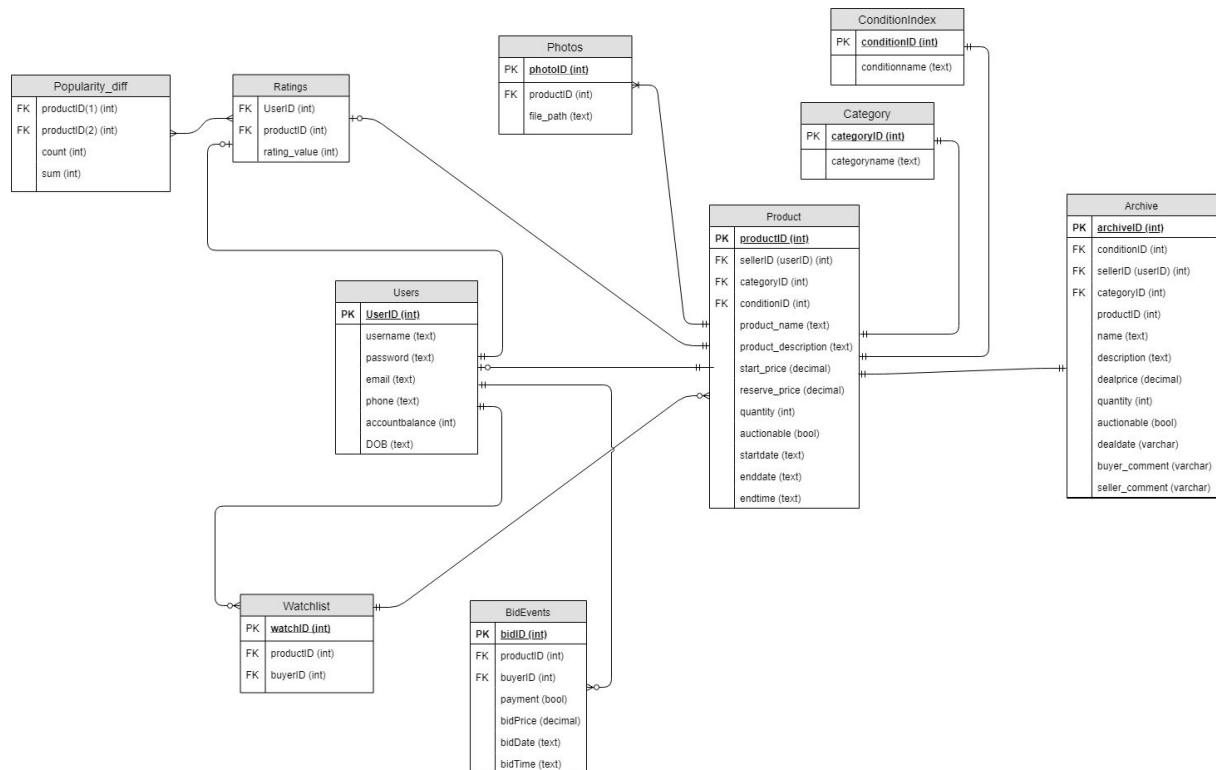 ConditionIndex
PK conditionID (int)
conditionname (text)
Photos
PK photoID (int)
FK productID (int)
file_path (text)
Popularity_diff
FK productID(1) (int)
FK productID(2) (int)
count (int)
sum (int)
Ratings
FK UserID (int)
FK productID (int)
rating_value (int)
Category
PK categoryID (int)
categoryname (text)
Product
PK productID (int)
FK sellerID (userID) (int)
FK categoryID (int)
FK conditionID (int)
product_name (text)
product_description (text)
start_price (decimal)
reserve_price (decimal)
quantity (int)
auctionable (bool)
startdate (text)
enddate (text)
endtime (text)
Archive
PK archiveID (int)
FK conditionID (int)
FK sellerID (userID) (int)
FK categoryID (int)
productID (int)
name (text)
description (text)
dealprice (decimal)
quantity (int)
auctionable (bool)
dealdate (varchar)
buyer_comment (varchar)
seller_comment (varchar)
Users
PK UserID (int)
username (text)
password (text)
email (text)
phone (text)
accountbalance (int)
DOB (text)
Watchlist
PK watchID (int)
FK productID (int)
FK buyerID (int)
BidEvents
PK bidID (int)
FK productID (int)
FK buyerID (int)
payment (bool)
bidPrice (decimal)
bidDate (text)
bidTime (text)